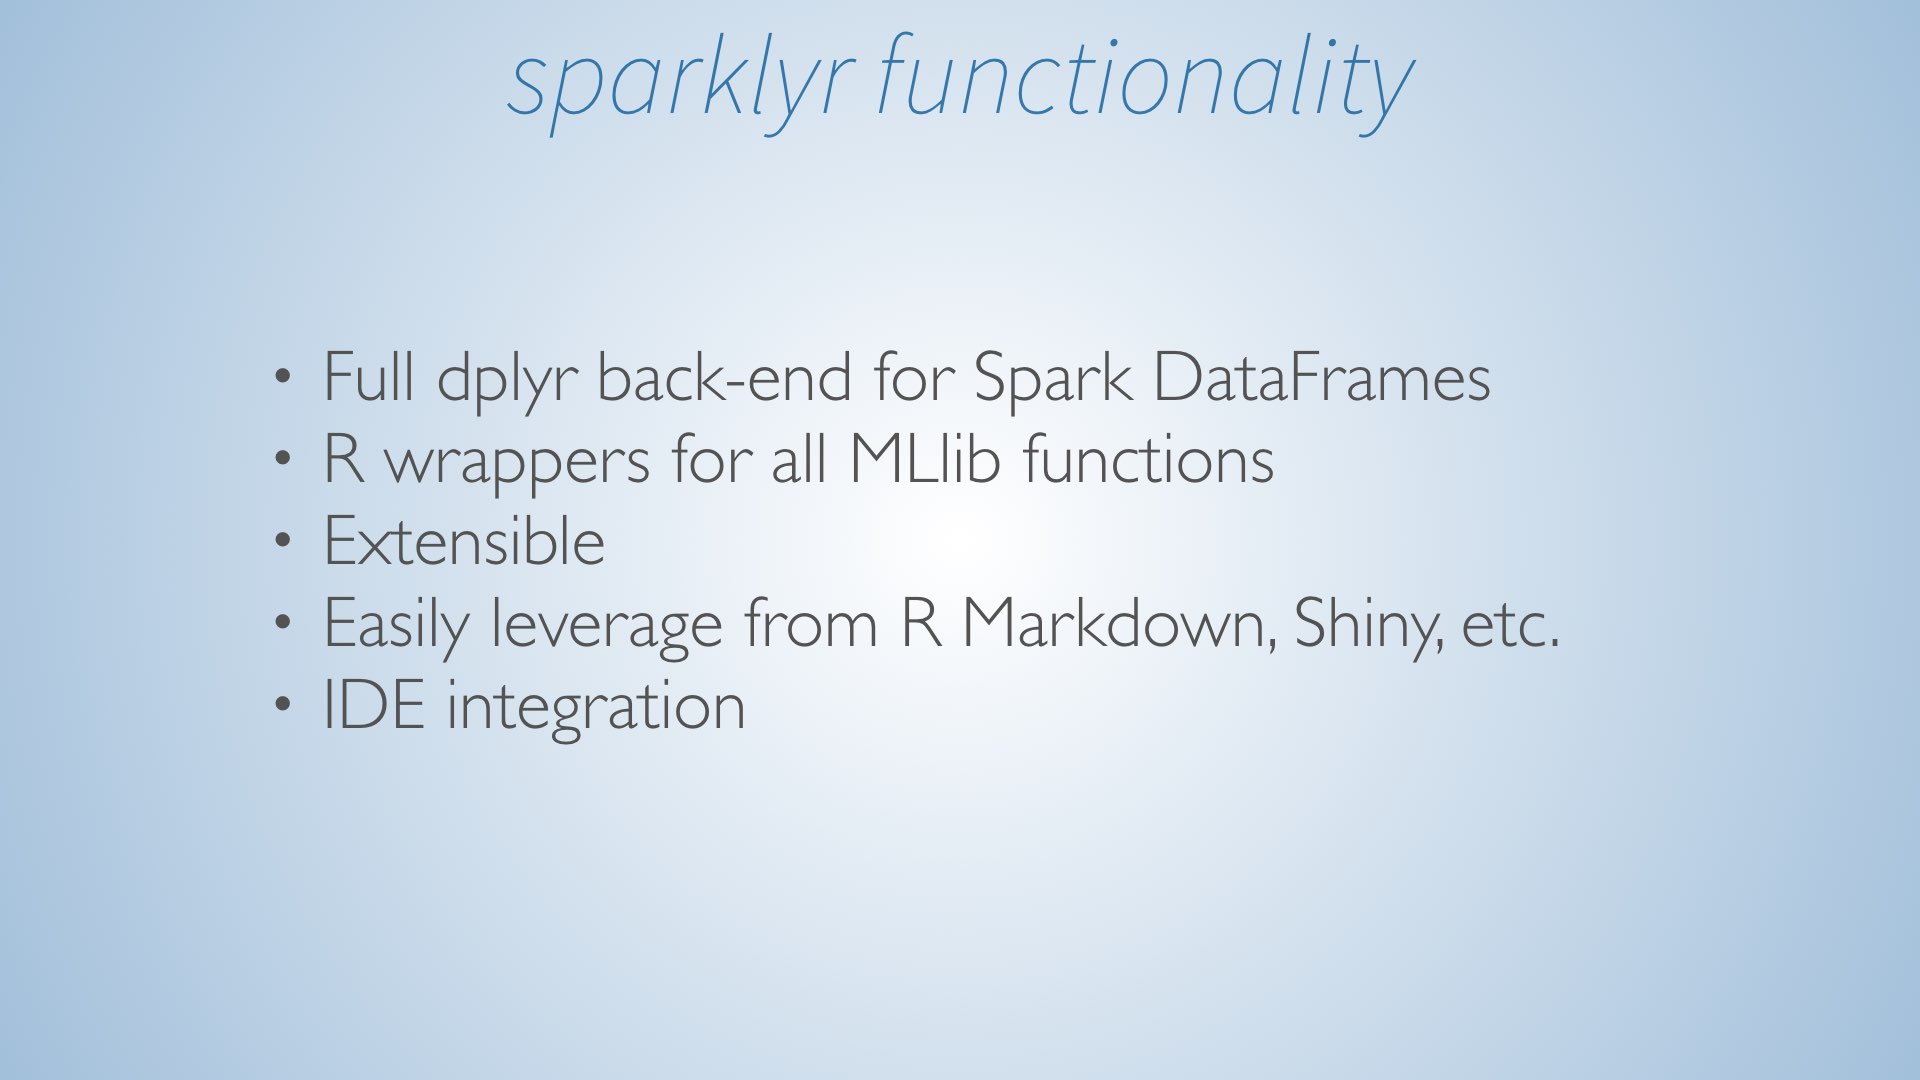 sparklyr functionality
• Full dplyr back-end for Spark DataFrames
• R wrappers for all MLlib functions
• Extensible
• Easily leverage from R Markdown, Shiny, etc.
• IDE integration